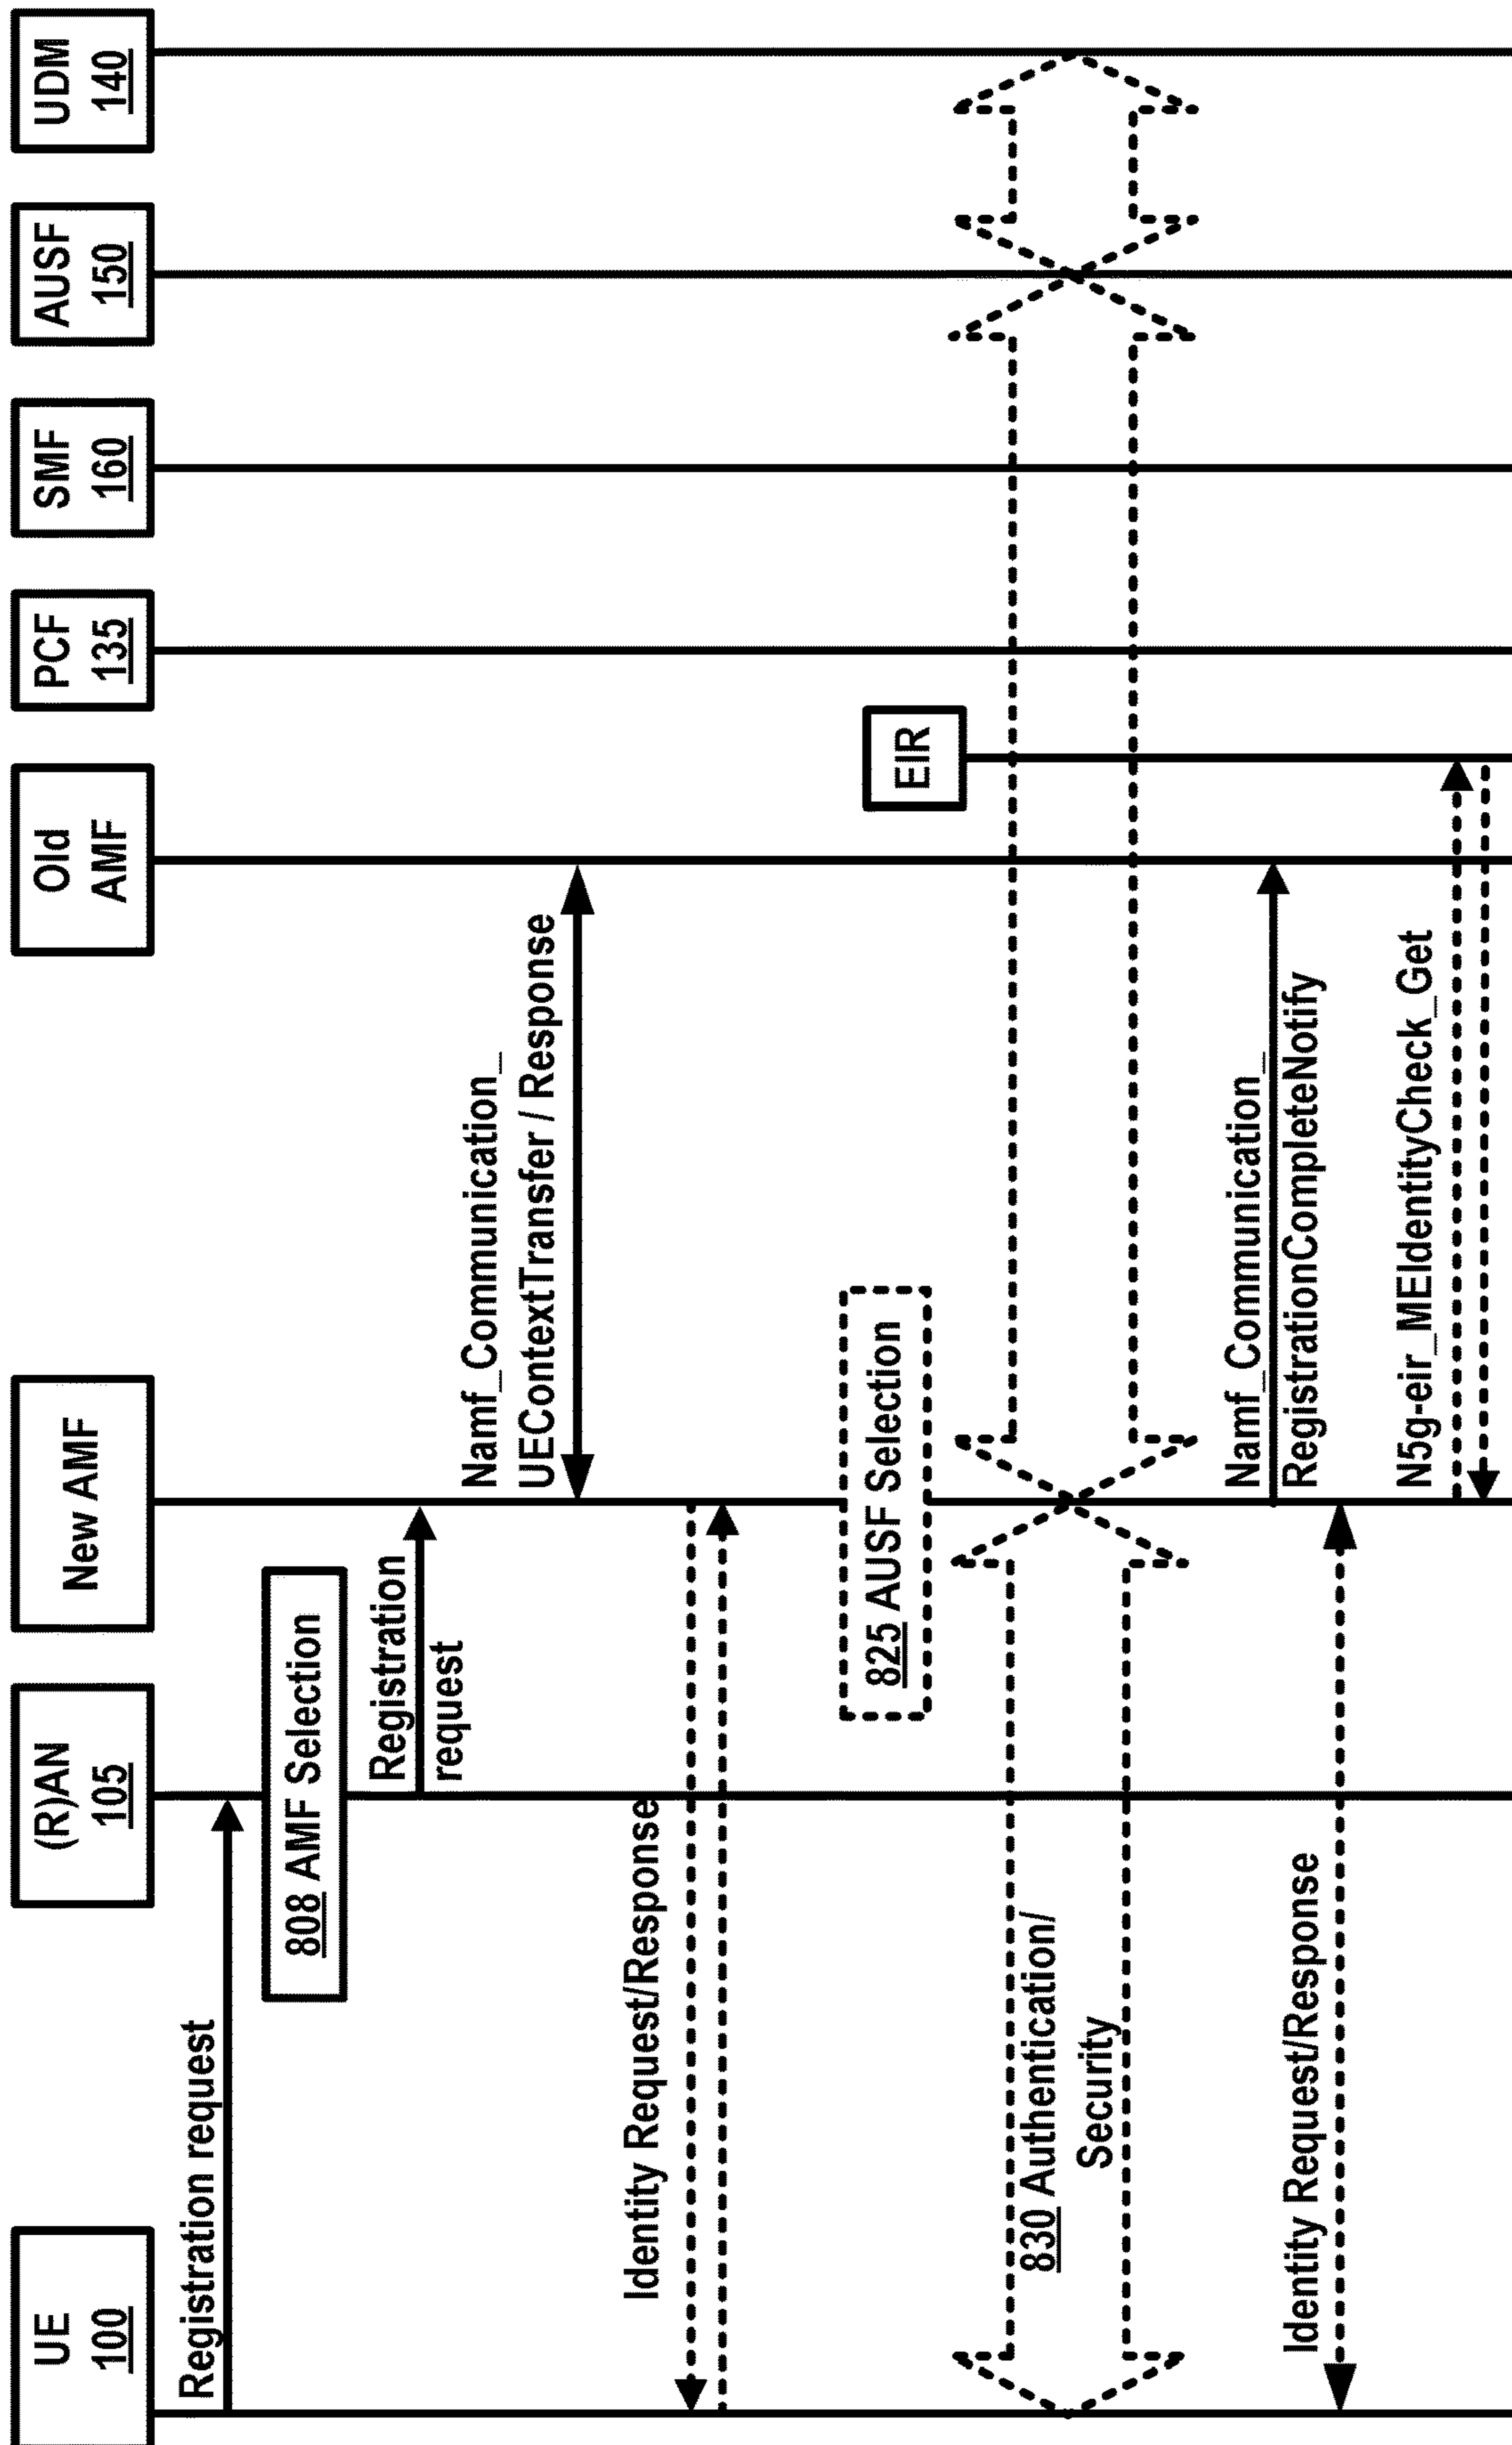 UE
100
(R)AN
105
New AMF
Old
AMF
PCF
135
SMF
160
AUSF
150
UDM
140
Registration request
808 AMF Selection
Registration
request
Namf_Communication_
UEContextTransfer / Response
Identity Request/Response
825 AUSF Selection
EIR
830 Authentication/
Security
Namf_Communication_
RegistrationCompleteNotify
Identity Request/Response
N5g-eir_MEIdentityCheck_Get